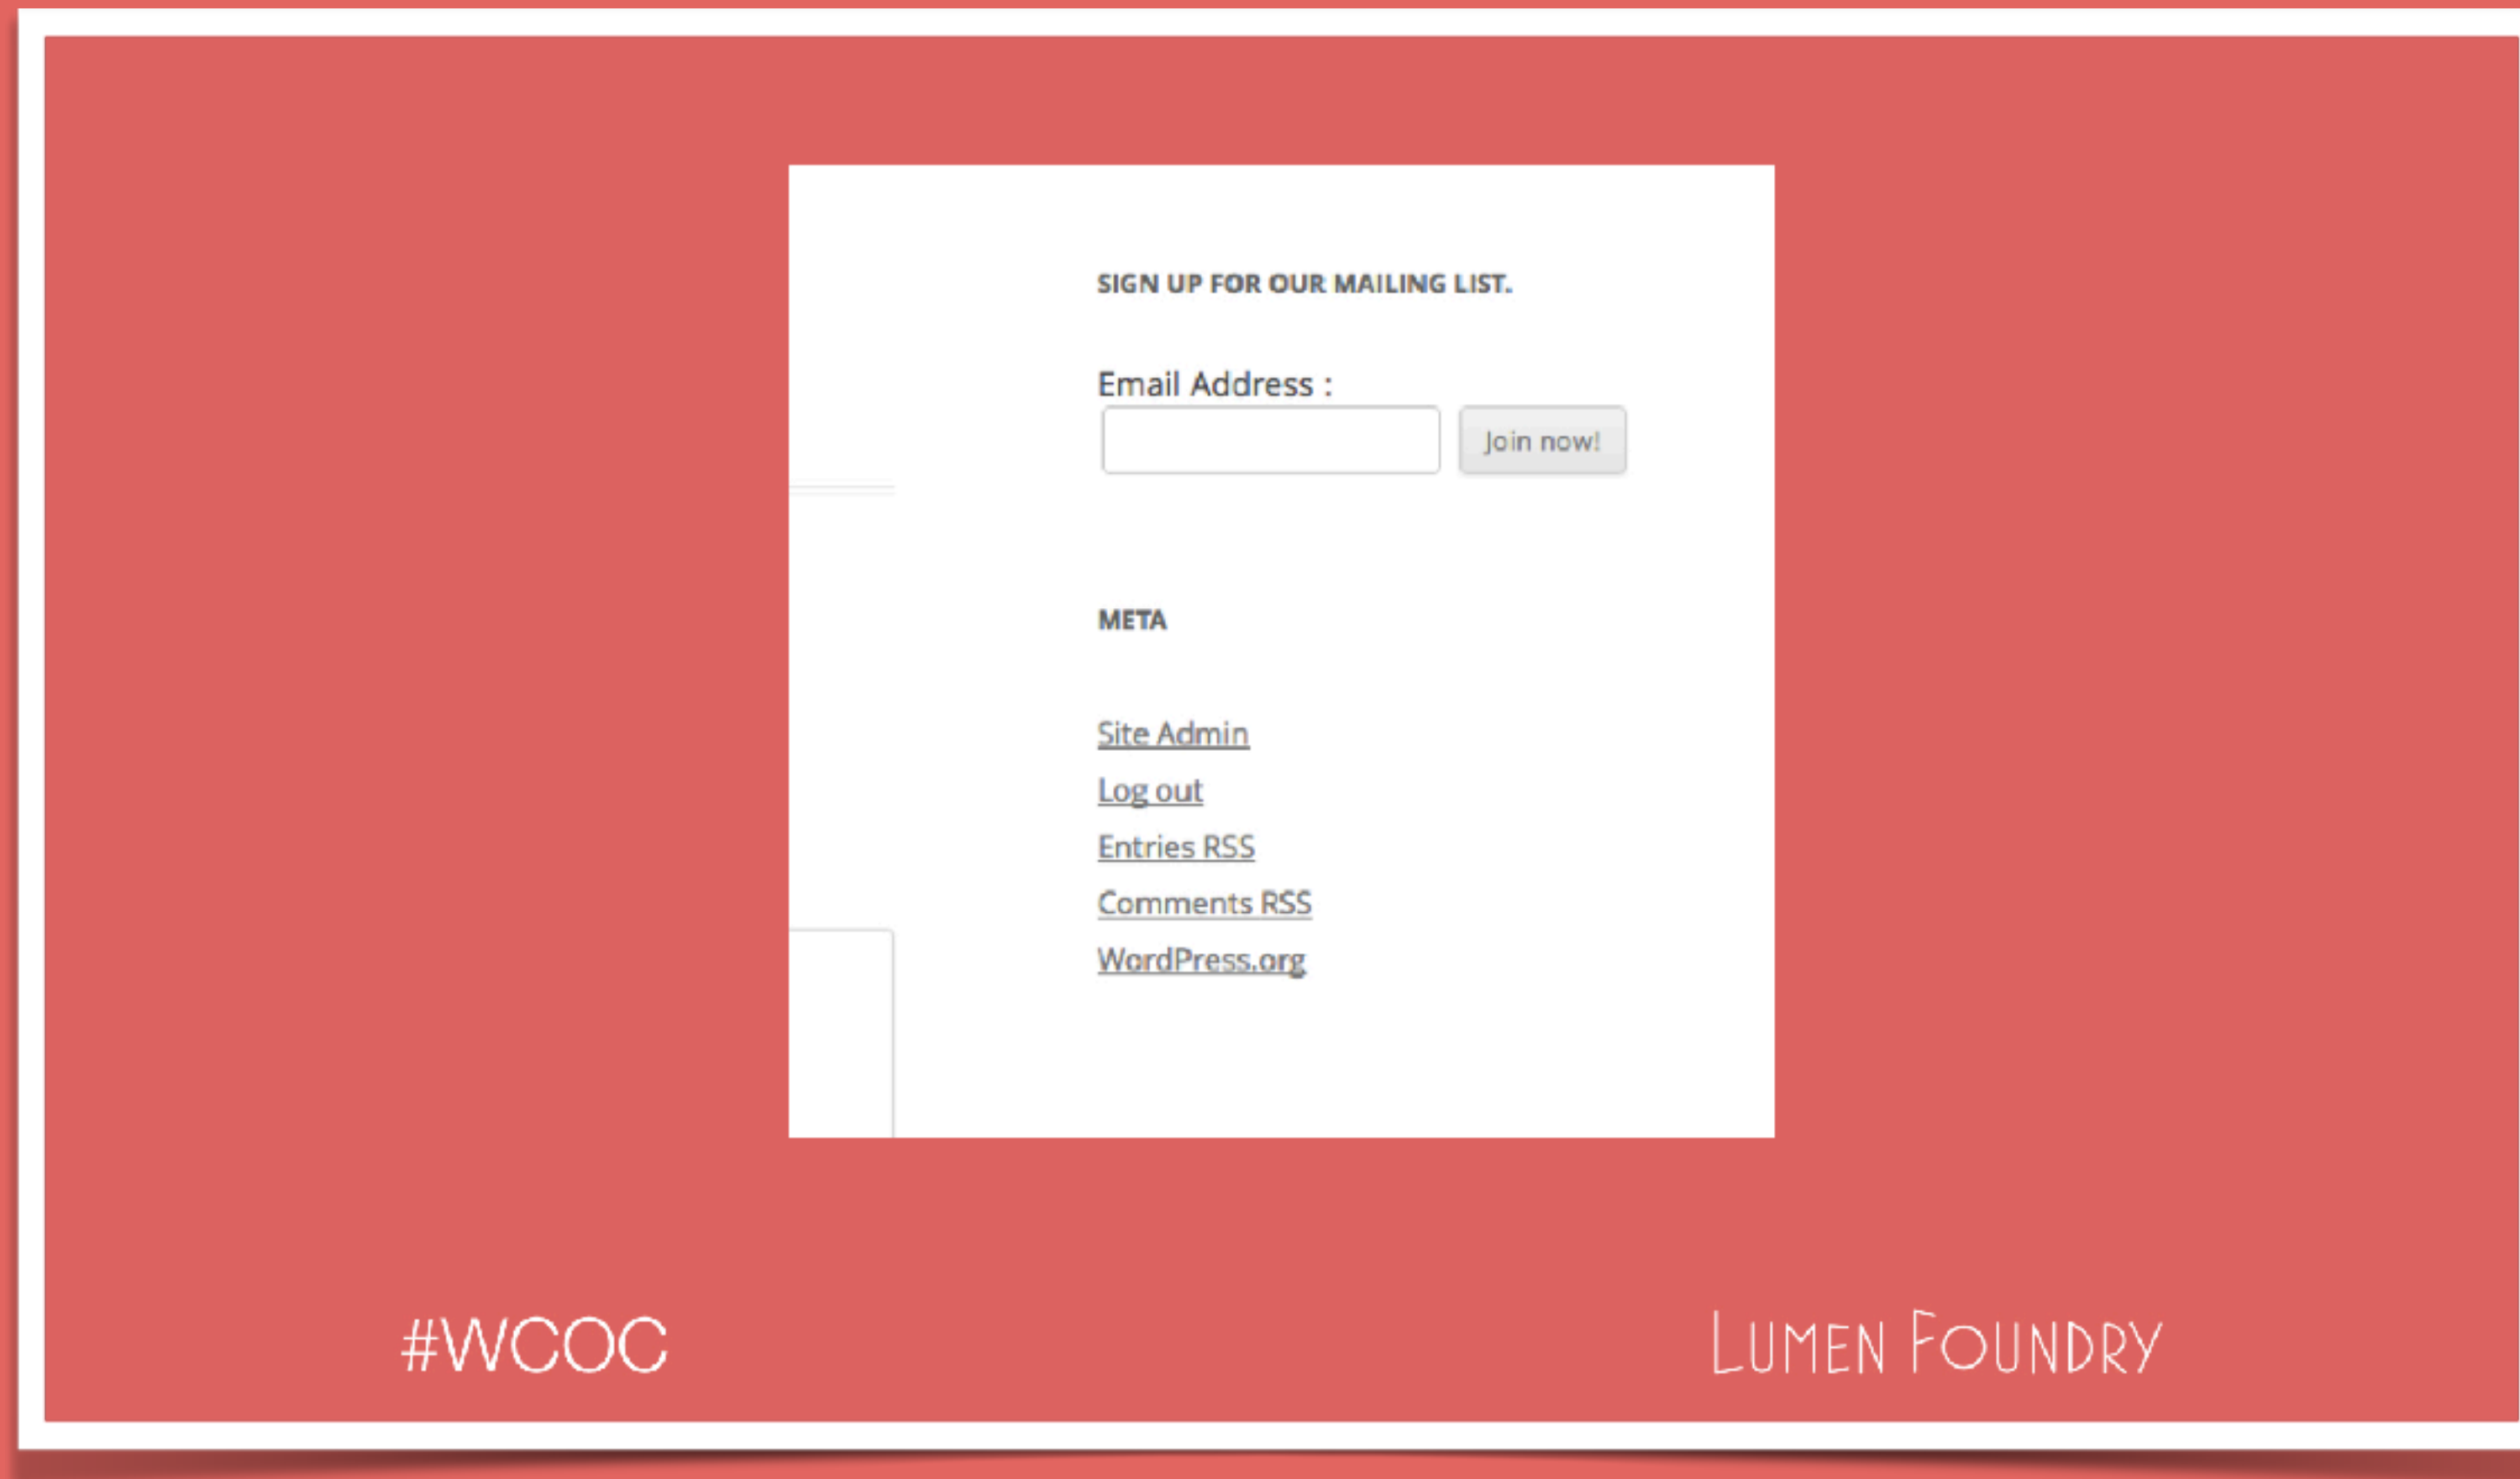 SIGN UP FOR OUR MAILING LIST.
Email Address :
Join now!
META
Site Admin
Log out
Entries RSS
Comments RSS
WordPress.org
#WCOC
LUMEN FOUNDRY